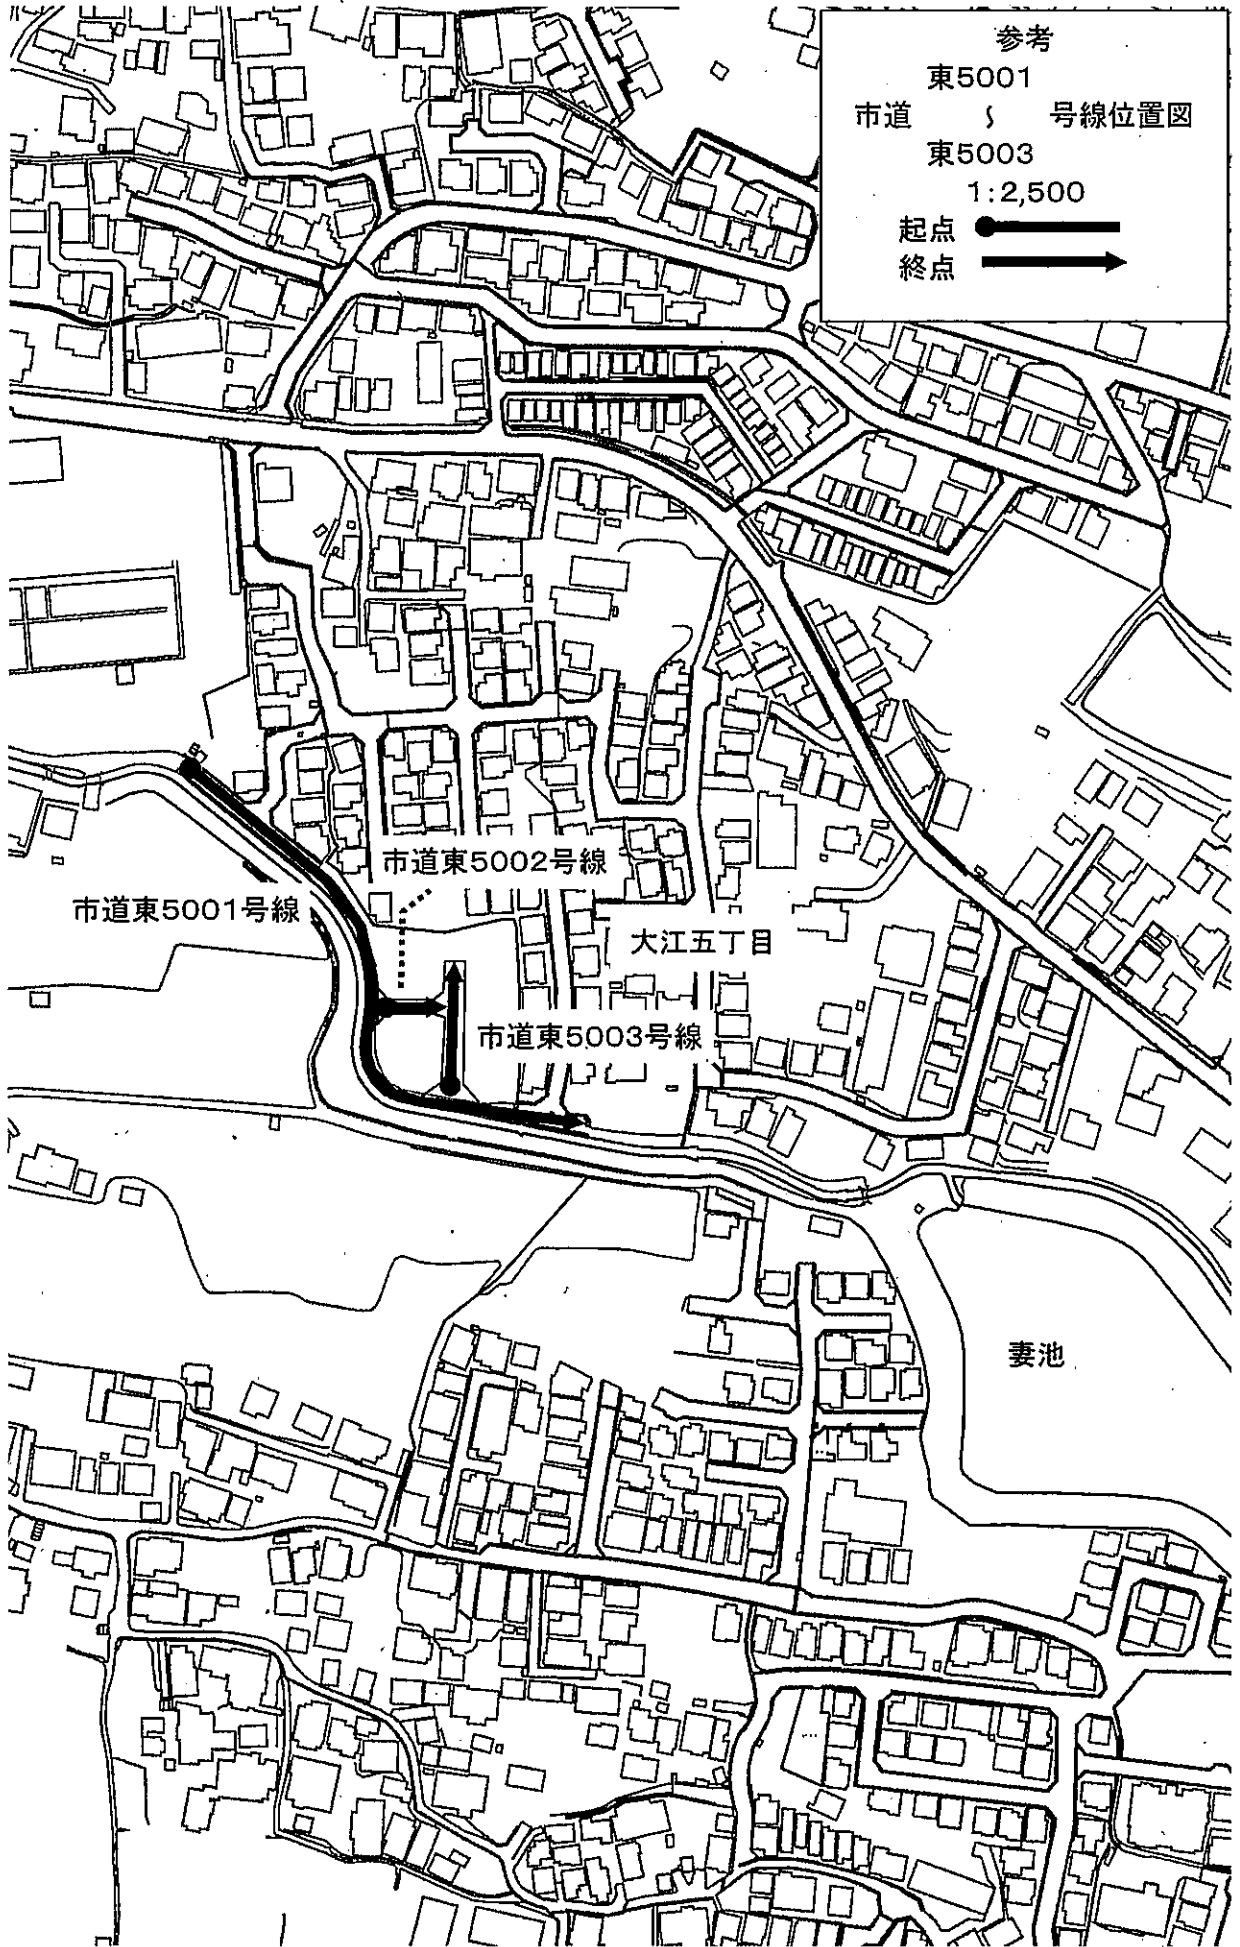 参考
東5001
市道 ~ 号線位置図
東5003
1:2,500
起点
終点
市道東5002号線
市道東5001号線
大江五丁目
市道東5003号線
妻池